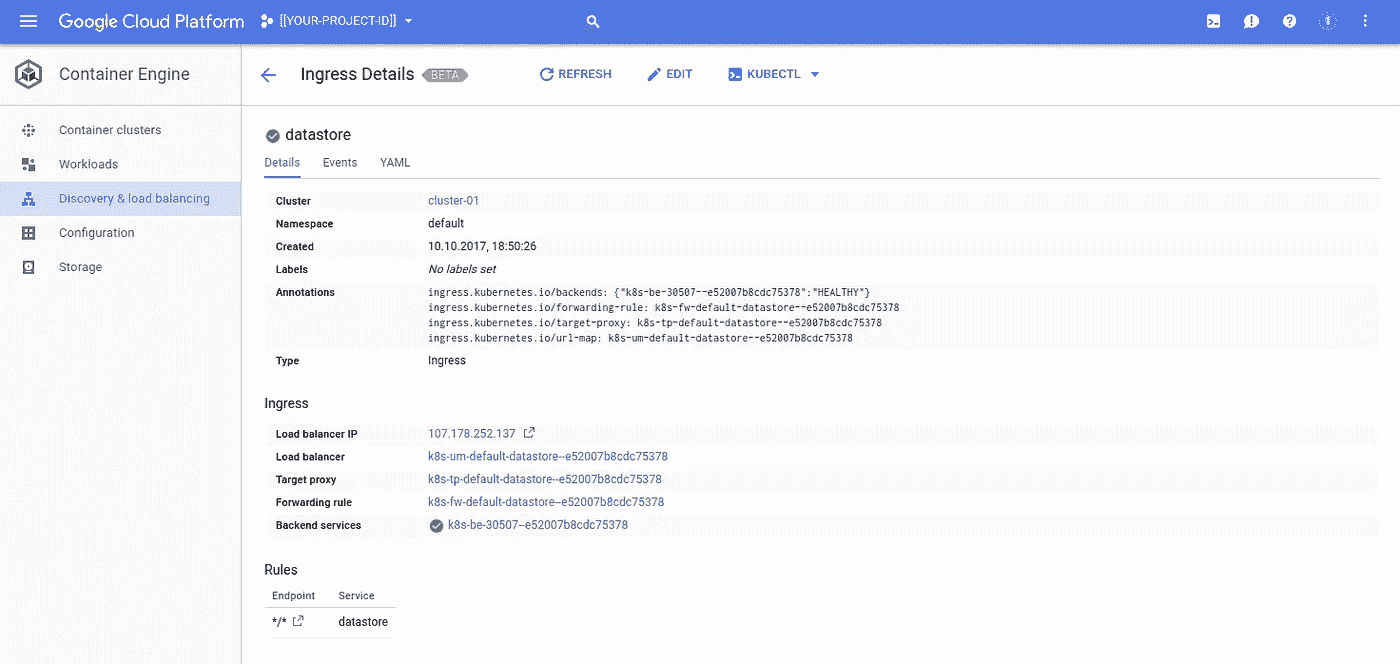 Google Cloud Platform [[YOUR-PROJECT-ID]]
Container Engine
Ingress Details BETA REFRESH EDIT KUBECTL
Container clusters
Workloads
Discovery & load balancing
Configuration
Storage
datastore
Details Events YAML
Cluster cluster-01
Namespace default
Created 10.10.2017, 18:50:26
Labels No labels set
Annotations ingress.kubernetes.io/backends: {"k8s-be-30507--e52007b8cdc75378":"HEALTHY"}
ingress.kubernetes.io/forwarding-rule: k8s-fw-default-datastore--e52007b8cdc75378
ingress.kubernetes.io/target-proxy: k8s-tp-default-datastore--e52007b8cdc75378
ingress.kubernetes.io/url-map: k8s-um-default-datastore--e52007b8cdc75378
Type Ingress
Ingress
Load balancer IP 107.178.252.137
Load balancer k8s-um-default-datastore--e52007b8cdc75378
Target proxy k8s-tp-default-datastore--e52007b8cdc75378
Forwarding rule k8s-fw-default-datastore--e52007b8cdc75378
Backend services k8s-be-30507--e52007b8cdc75378
Rules
Endpoint Service
*/* datastore